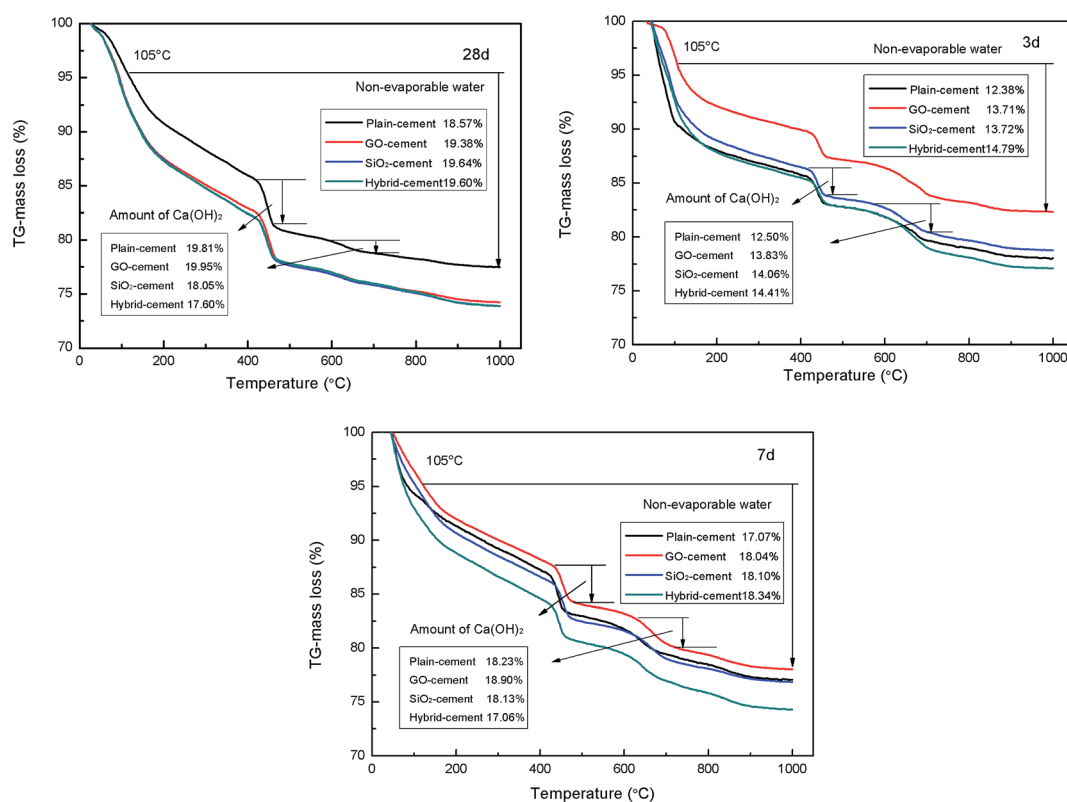 28d
105°C
Non-evaporable water
Plain-cement 18.57%
GO-cement 19.38%
SiO₂-cement 19.64%
Hybrid-cement 19.60%
Amount of Ca(OH)₂
Plain-cement 19.81%
GO-cement 19.95%
SiO₂-cement 18.05%
Hybrid-cement 17.60%
TG-mass loss (%)
100
95
90
85
80
75
70
0 200 400 600 800 1000
Temperature (°C)
3d
105°C
Non-evaporable water
Plain-cement 12.38%
GO-cement 13.71%
SiO₂-cement 13.72%
Hybrid-cement 14.79%
Amount of Ca(OH)₂
Plain-cement 12.50%
GO-cement 13.83%
SiO₂-cement 14.06%
Hybrid-cement 14.41%
TG-mass loss (%)
100
95
90
85
80
75
70
0 200 400 600 800 1000
Temperature (°C)
7d
105°C
Non-evaporable water
Plain-cement 17.07%
GO-cement 18.04%
SiO₂-cement 18.10%
Hybrid-cement 18.34%
Amount of Ca(OH)₂
Plain-cement 18.23%
GO-cement 18.90%
SiO₂-cement 18.13%
Hybrid-cement 17.06%
TG-mass loss (%)
100
95
90
85
80
75
70
0 200 400 600 800 1000
Temperature (°C)